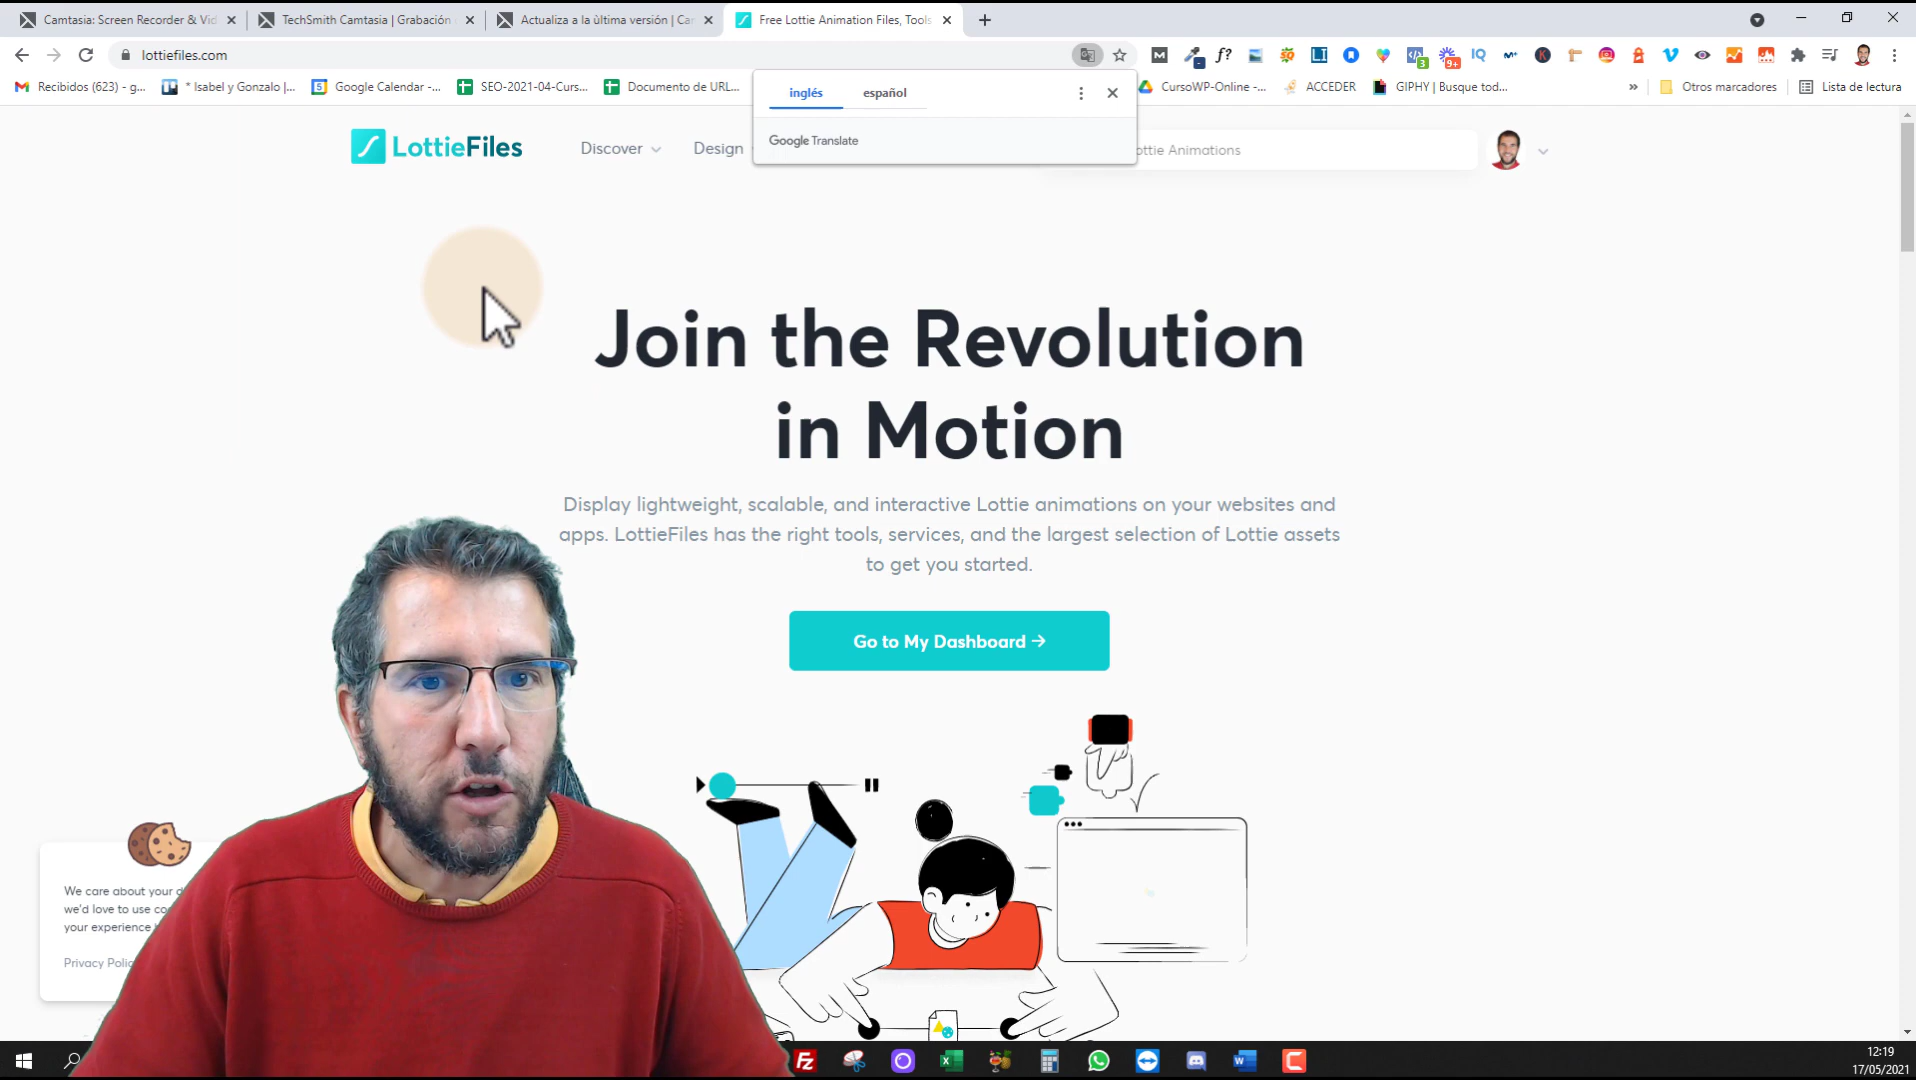 Camtasia: Screen Recorder & Vid
TechSmith Camtasia | Grabación
Actualiza a la ùltima versión | Car
Free Lottie Animation Files, Tools
lottiefiles.com
Recibidos (623) - g...
* Isabel y Gonzalo |...
Google Calendar -...
SEO-2021-04-Curs...
Documento de URL...
CursoWP-Online -...
ACCEDER
GIPHY | Busque tod...
Otros marcadores
Lista de lectura
inglés
español
Google Translate
LottieFiles
Discover
Design
ottie Animations
Join the Revolution
in Motion
Display lightweight, scalable, and interactive Lottie animations on your websites and
apps. LottieFiles has the right tools, services, and the largest selection of Lottie assets
to get you started.
Go to My Dashboard →
We care about your d
we'd love to use co
your experience
Privacy Polic
12:19
17/05/2021